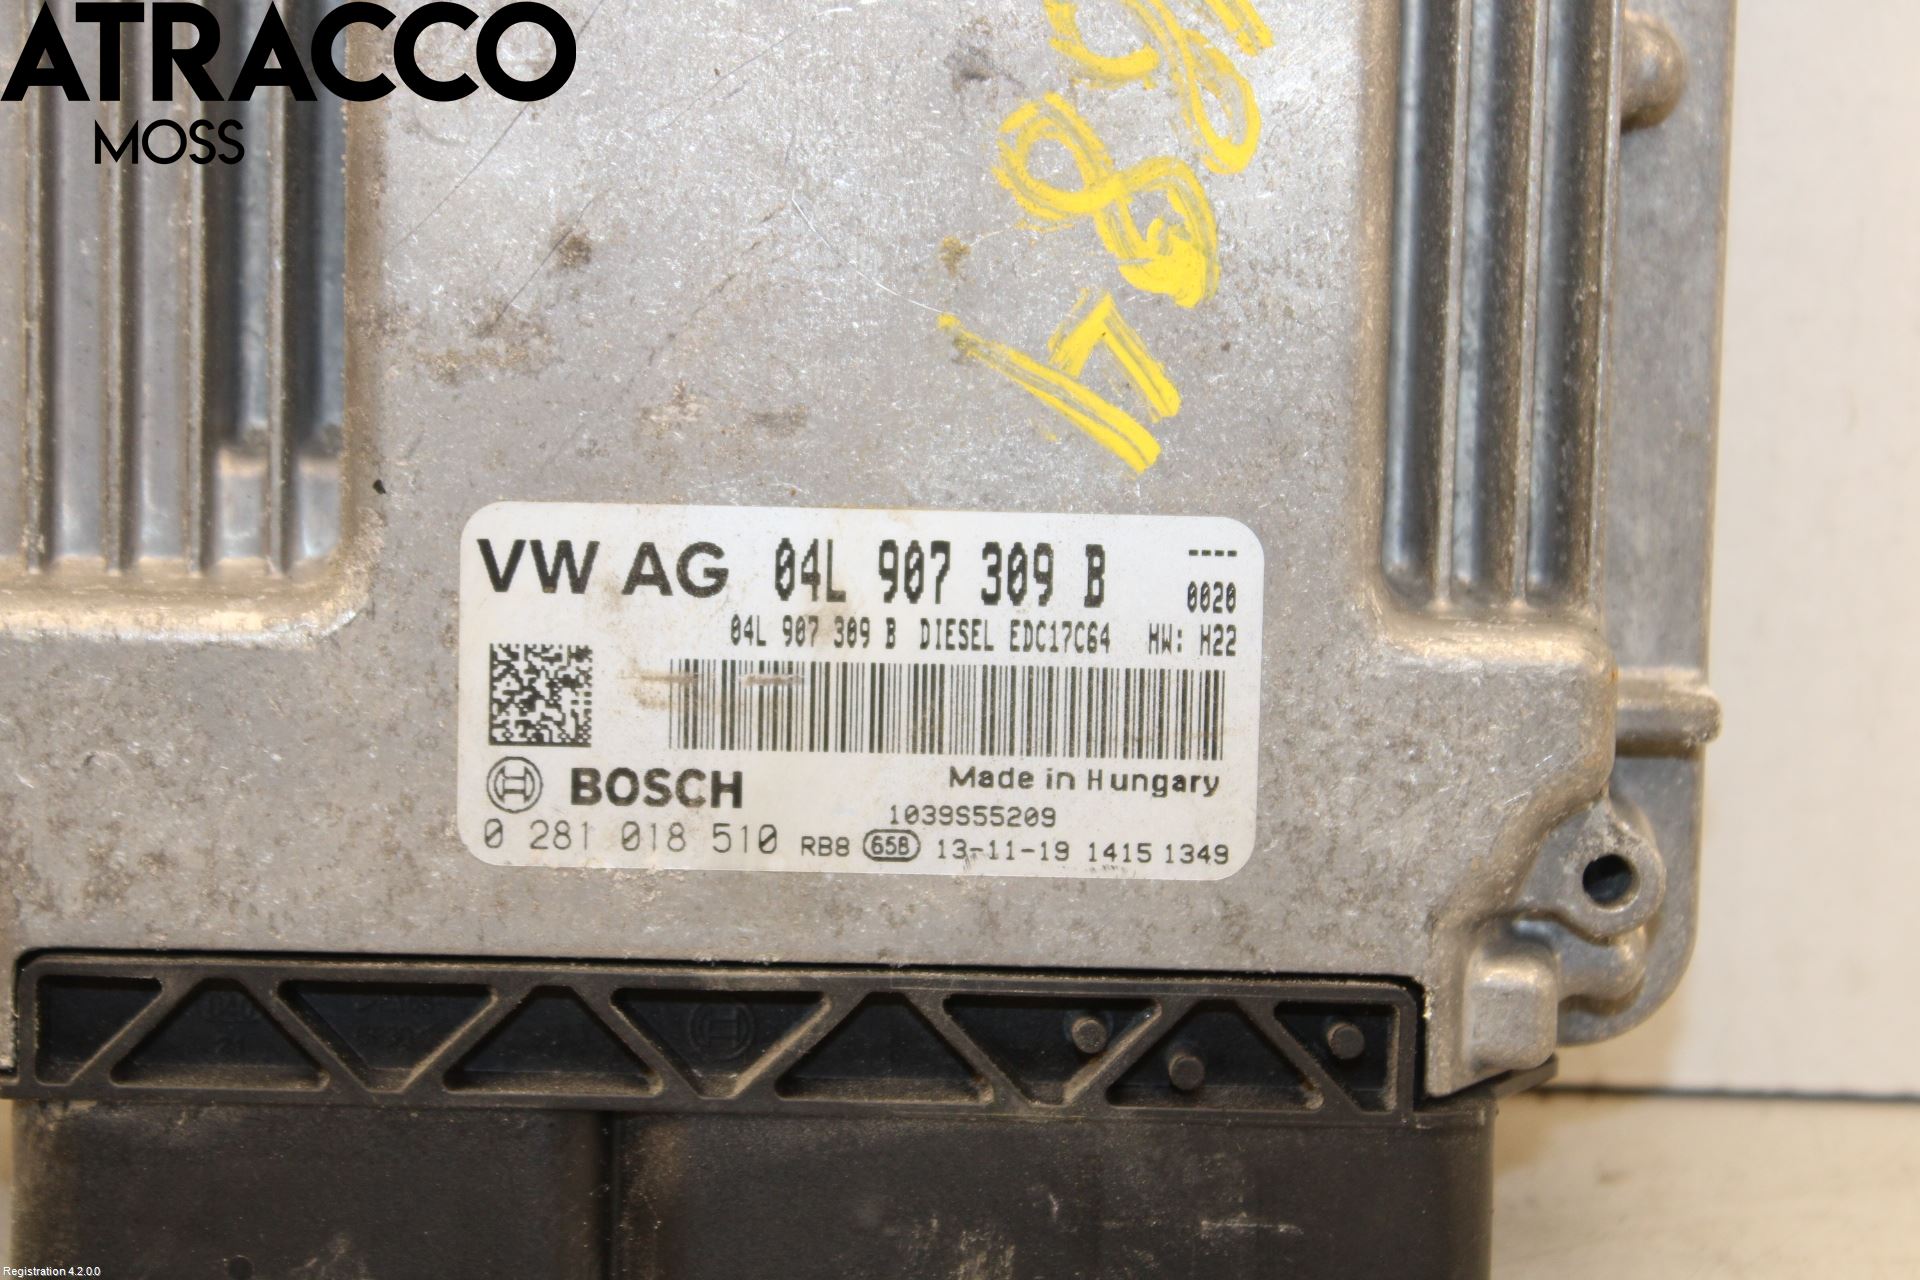 ATRACCO
MOSS
VW AG 04L 907 309 B ----
0020
04L 907 309 B DIESEL EDC17C64 HW: H22
BOSCH
Made in Hungary
1039S55209
0 281 018 510 RB8 658 13-11-19 1415 1349
Registration 4.2.0.0